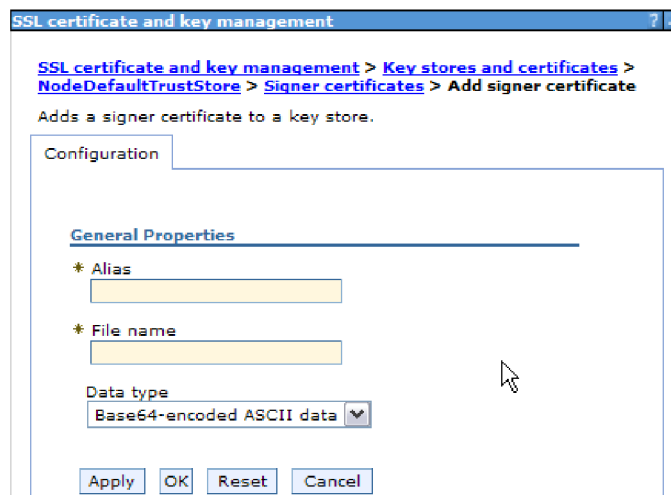 SSL certificate and key management ?
SSL certificate and key management > Key stores and certificates >
NodeDefaultTrustStore > Signer certificates > Add signer certificate
Adds a signer certificate to a key store.
Configuration
General Properties
* Alias
* File name
Data type
Base64-encoded ASCII data
Apply OK Reset Cancel